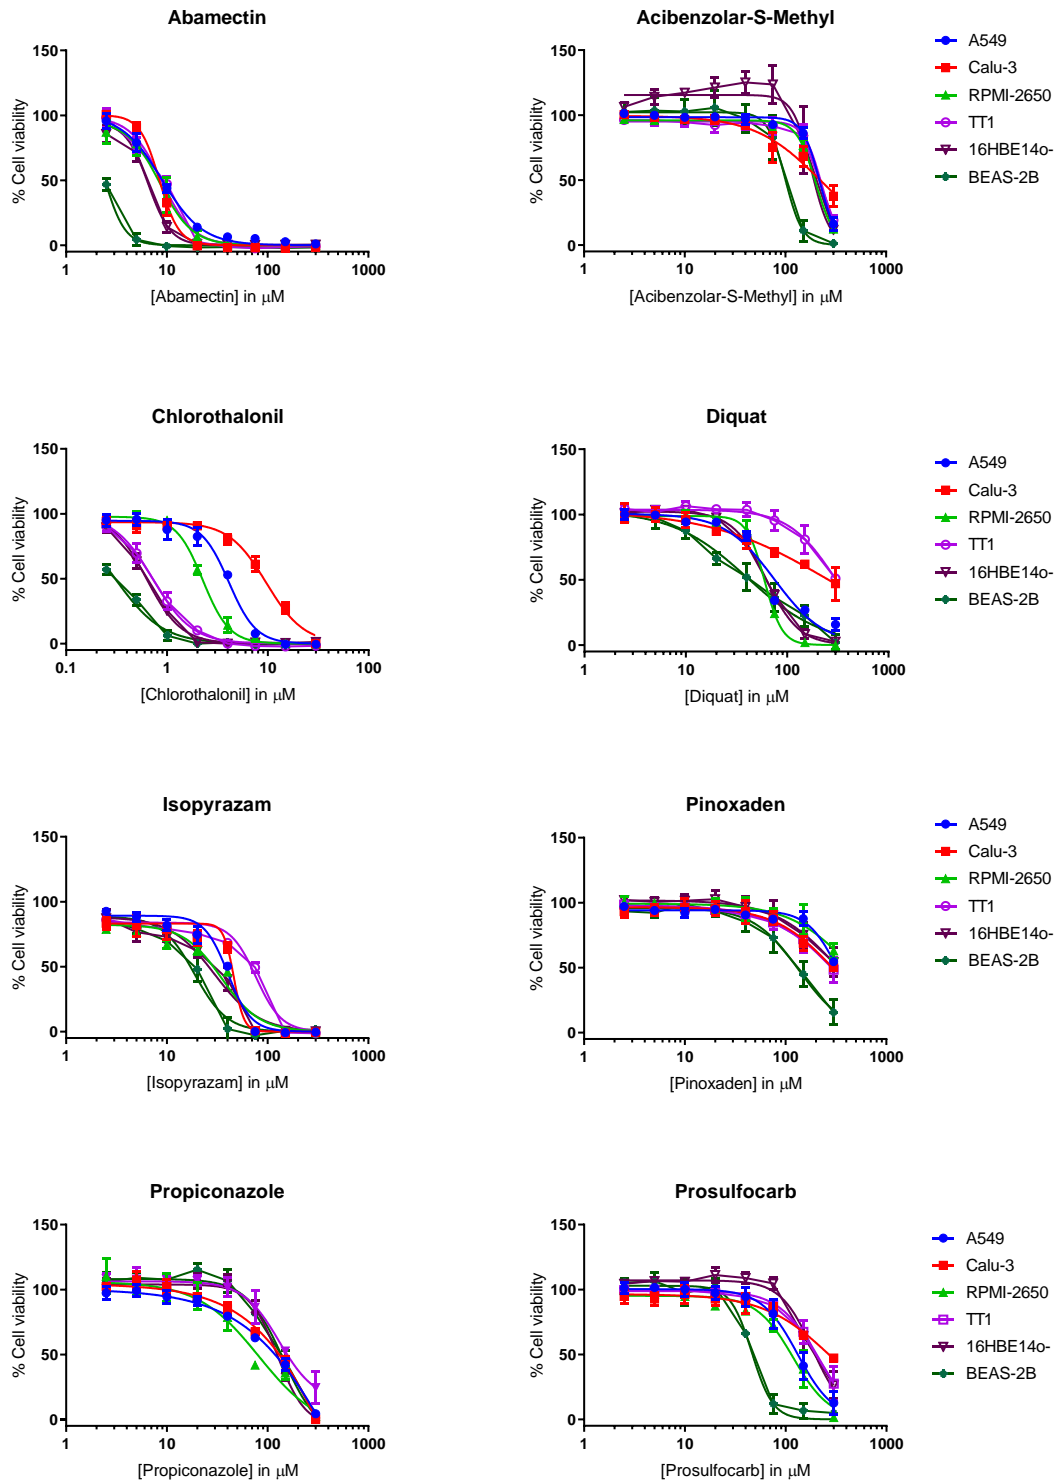 Abamectin
150
100
50
0
% Cell viability
1
10
100
1000
[Abamectin] in μM
Acibenzolar-S-Methyl
150
100
50
0
% Cell viability
1
10
100
1000
[Acibenzolar-S-Methyl] in μM
A549
Calu-3
RPMI-2650
TT1
16HBE14o-
BEAS-2B
Chlorothalonil
150
100
50
0
% Cell viability
0.1
1
10
100
[Chlorothalonil] in μM
Diquat
150
100
50
0
% Cell viability
1
10
100
1000
[Diquat] in μM
A549
Calu-3
RPMI-2650
TT1
16HBE14o-
BEAS-2B
Isopyrazam
150
100
50
0
% Cell viability
1
10
100
1000
[Isopyrazam] in μM
Pinoxaden
150
100
50
0
% Cell viability
1
10
100
1000
[Pinoxaden] in μM
A549
Calu-3
RPMI-2650
TT1
16HBE14o-
BEAS-2B
Propiconazole
150
100
50
0
% Cell viability
1
10
100
1000
[Propiconazole] in μM
Prosulfocarb
150
100
50
0
% Cell viability
1
10
100
1000
[Prosulfocarb] in μM
A549
Calu-3
RPMI-2650
TT1
16HBE14o-
BEAS-2B